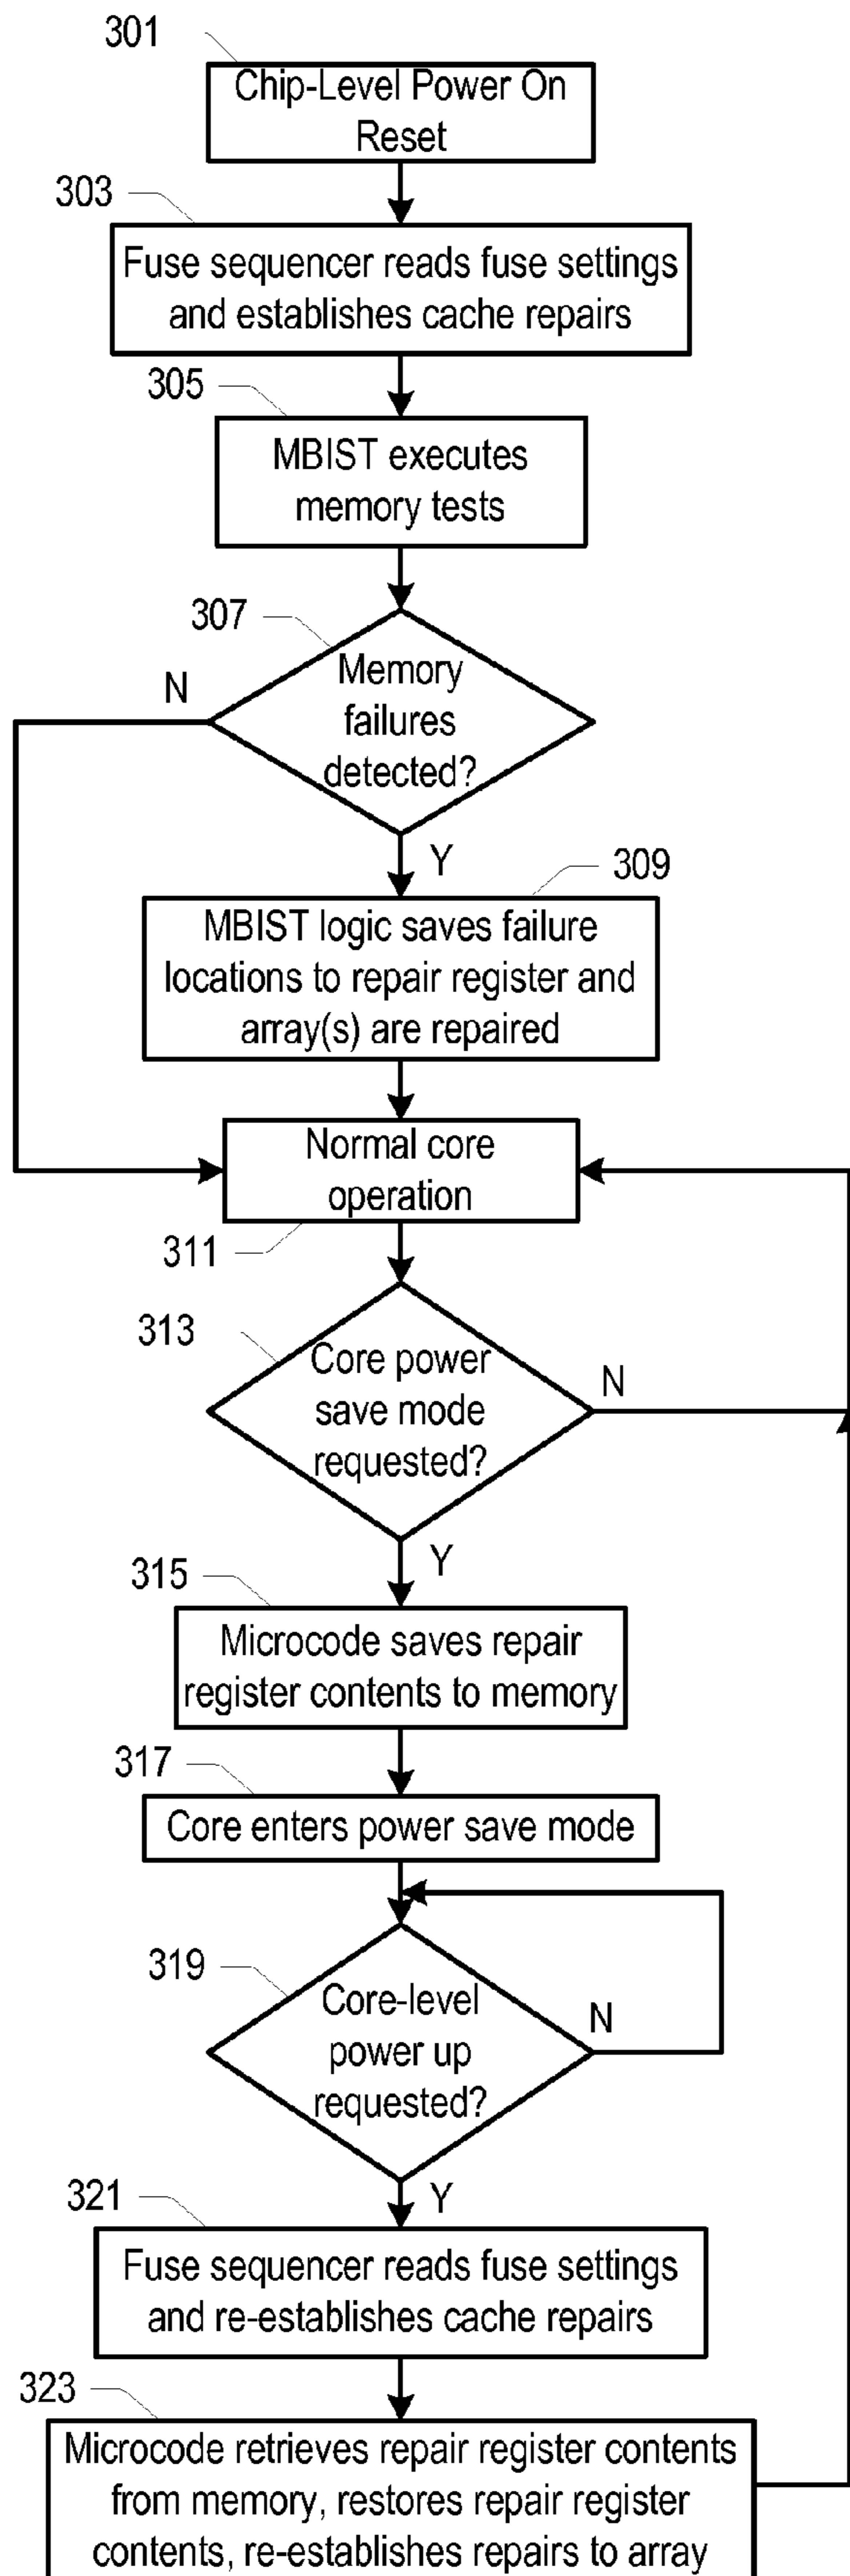 301
Chip-Level Power On
Reset
303
Fuse sequencer reads fuse settings
and establishes cache repairs
305
MBIST executes
memory tests
307
N
Memory
failures
detected?
Y
309
MBIST logic saves failure
locations to repair register and
array(s) are repaired
Normal core
operation
311
313
Core power
save mode
requested?
N
Y
315
Microcode saves repair
register contents to memory
317
Core enters power save mode
319
Core-level
power up
requested?
N
Y
321
Fuse sequencer reads fuse settings
and re-establishes cache repairs
323
Microcode retrieves repair register contents
from memory, restores repair register
contents, re-establishes repairs to array